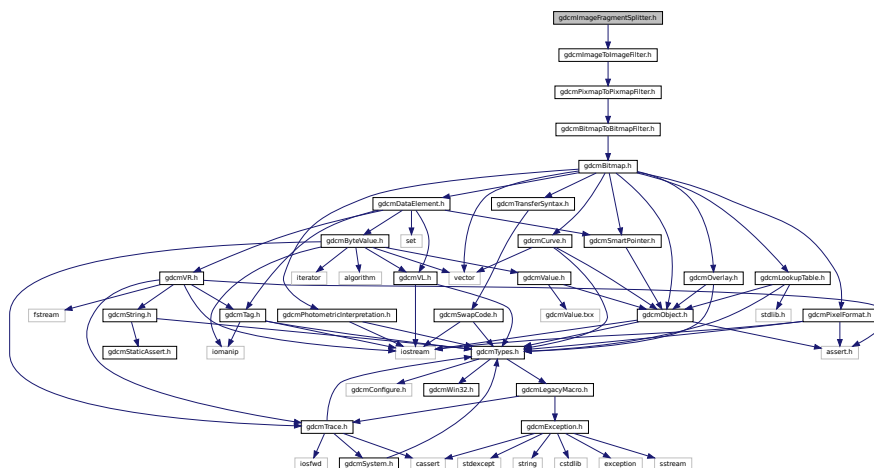 gdcmImageFragmentSplitter.h
gdcmImageToImageFilter.h
gdcmPixmapToPixmapFilter.h
gdcmBitmapToBitmapFilter.h
gdcmBitmap.h
gdcmDataElement.h
gdcmTransferSyntax.h
gdcmByteValue.h
set
gdcmCurve.h
gdcmSmartPointer.h
gdcmVR.h
iterator
algorithm
gdcmVL.h
vector
gdcmValue.h
gdcmOverlay.h
gdcmLookupTable.h
fstream
gdcmString.h
gdcmTag.h
gdcmPhotometricInterpretation.h
gdcmSwapCode.h
gdcmValue.txx
gdcmObject.h
stdlib.h
gdcmPixelFormat.h
gdcmStaticAssert.h
iomanip
iostream
gdcmTypes.h
assert.h
gdcmConfigure.h
gdcmWin32.h
gdcmLegacyMacro.h
gdcmTrace.h
gdcmException.h
iosfwd
gdcmSystem.h
cassert
stdexcept
string
cstdlib
exception
sstream